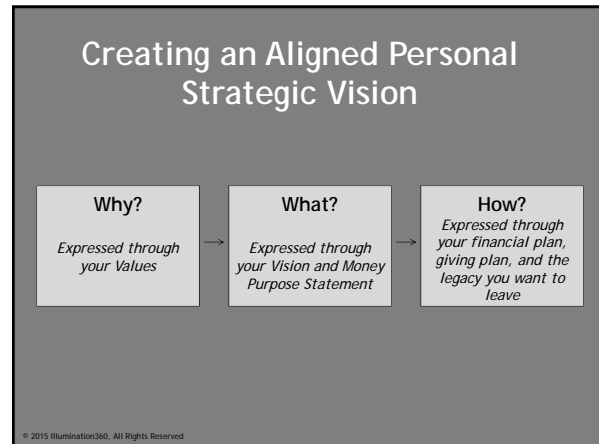 Creating an Aligned Personal
Strategic Vision
Why?
Expressed through
your Values
What?
Expressed through
your Vision and Money
Purpose Statement
How?
Expressed through
your financial plan,
giving plan, and the
legacy you want to
leave
© 2015 Illumination360, All Rights Reserved